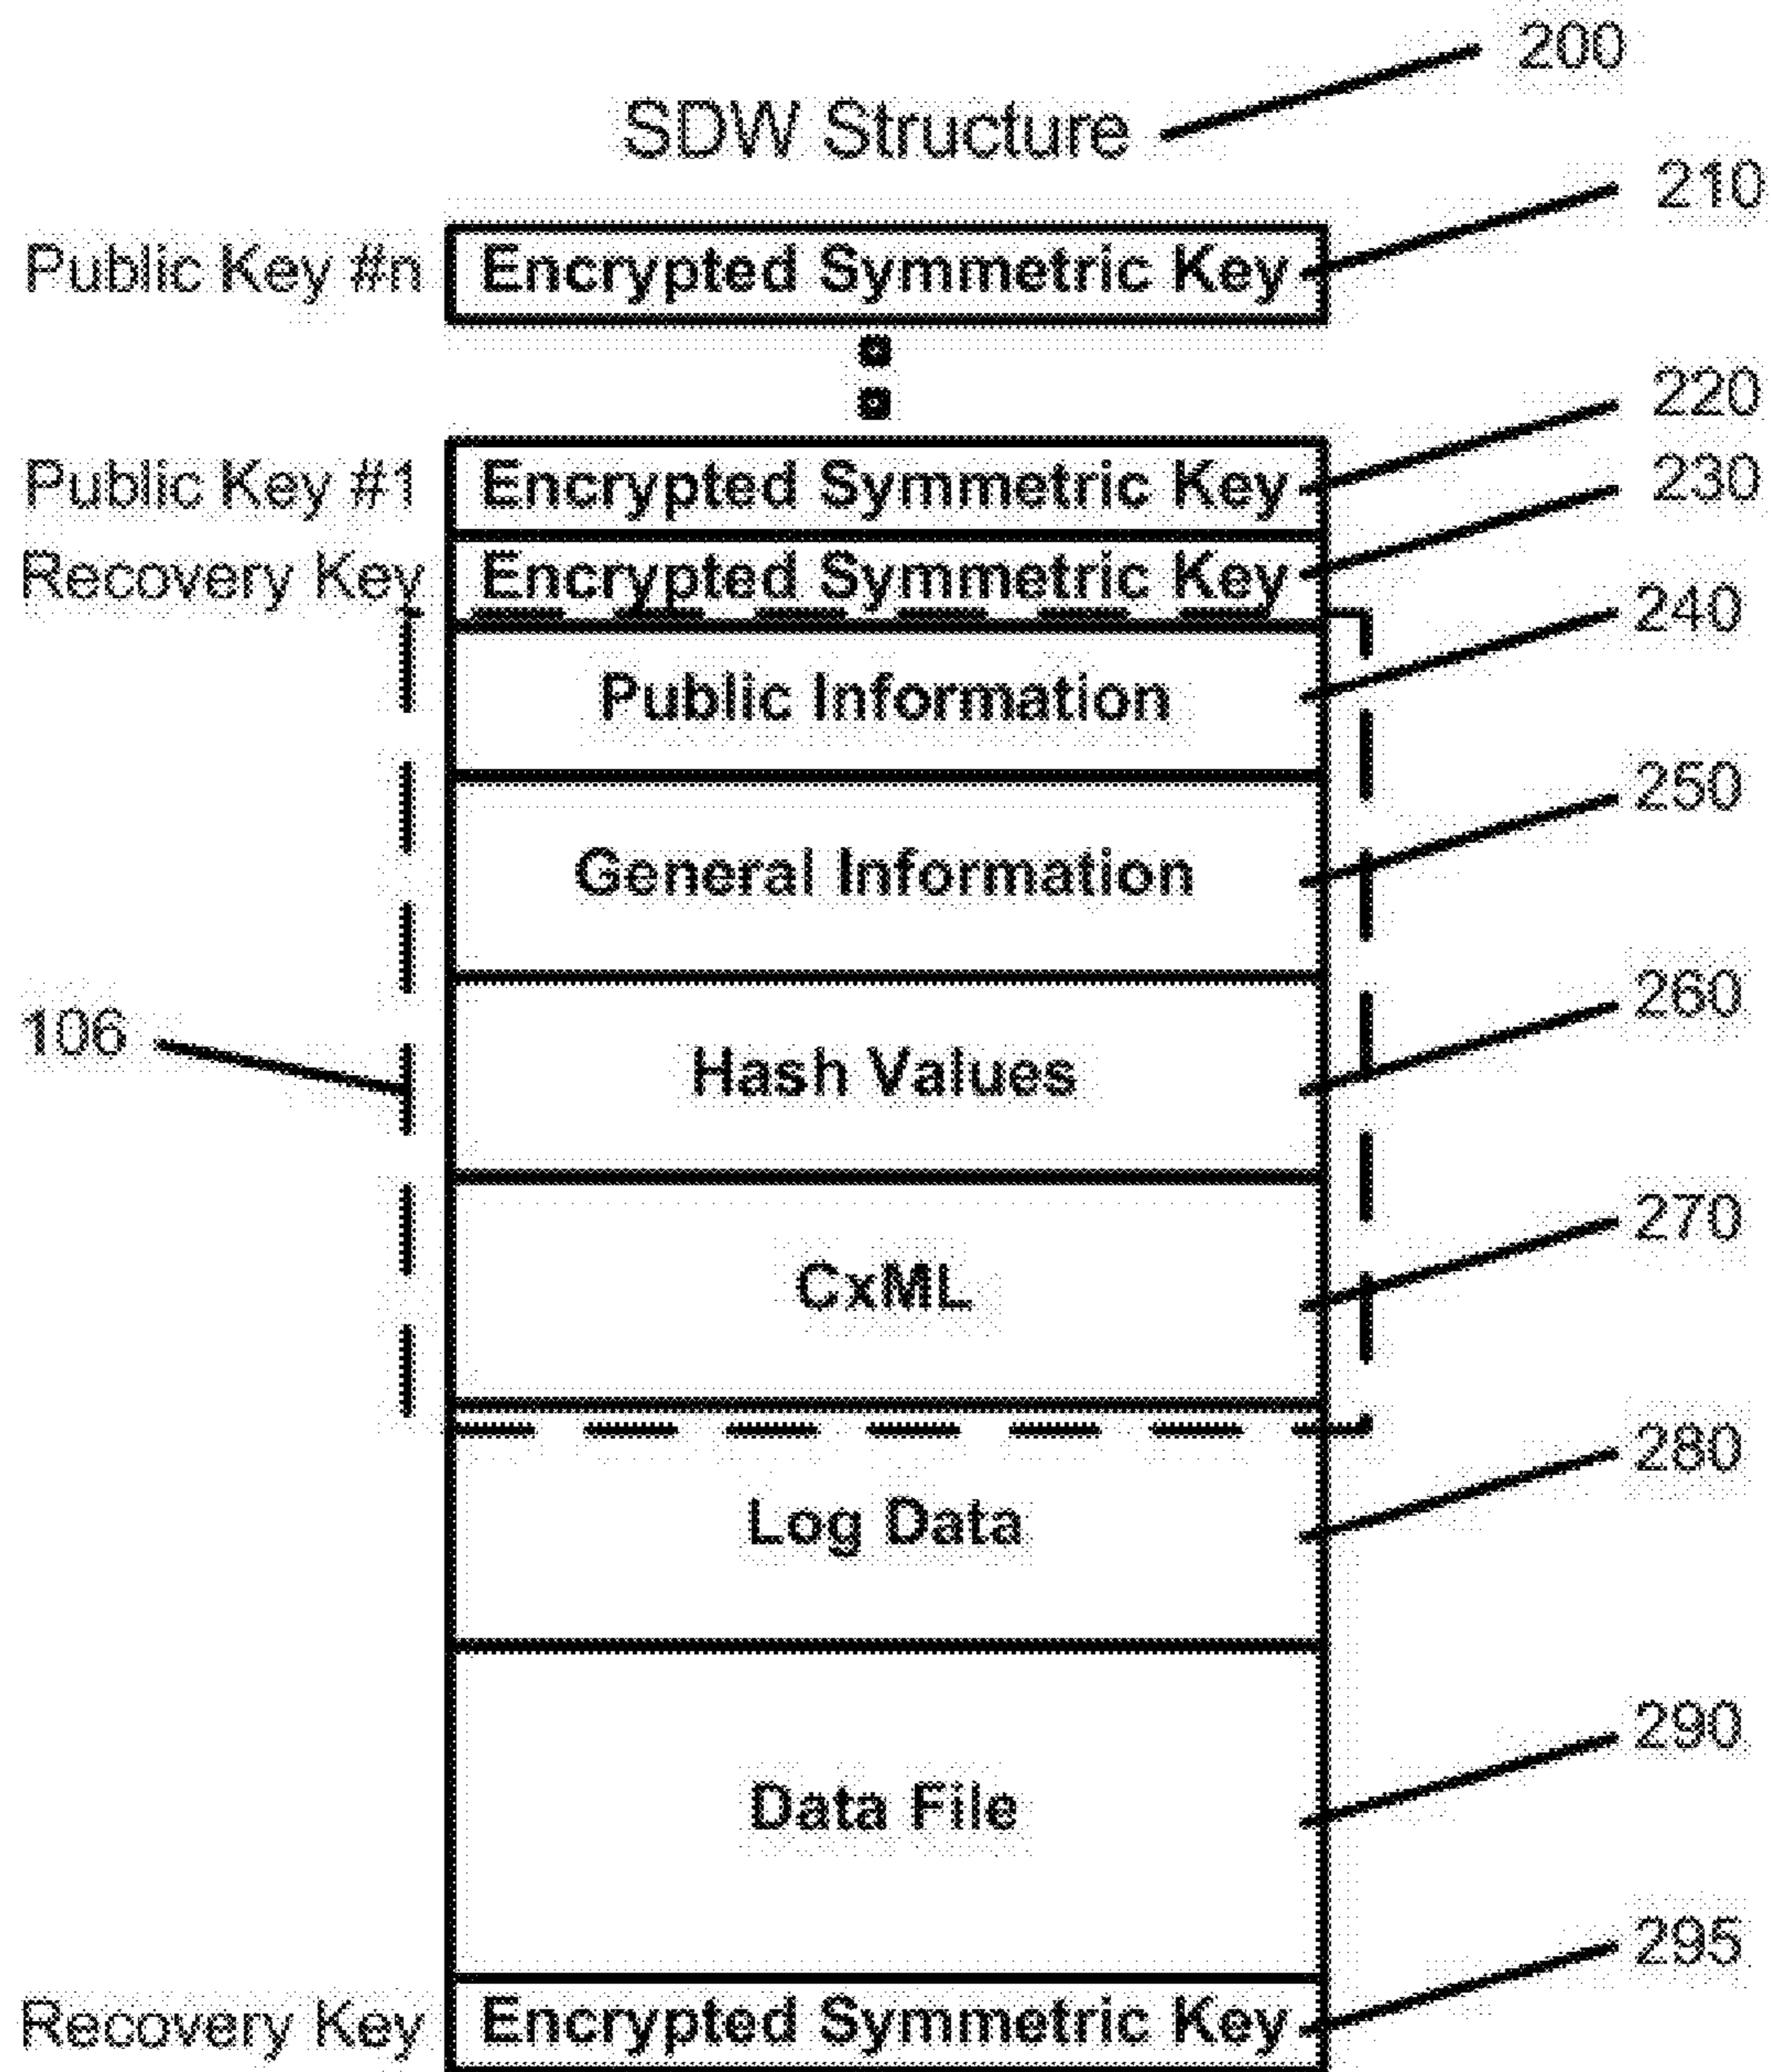 200
SDW Structure
210
Public Key #n Encrypted Symmetric Key
220
Public Key #1 Encrypted Symmetric Key
230
Recovery Key Encrypted Symmetric Key
240
Public Information
250
General Information
260
106
Hash Values
270
CxML
280
Log Data
290
Data File
295
Recovery Key Encrypted Symmetric Key